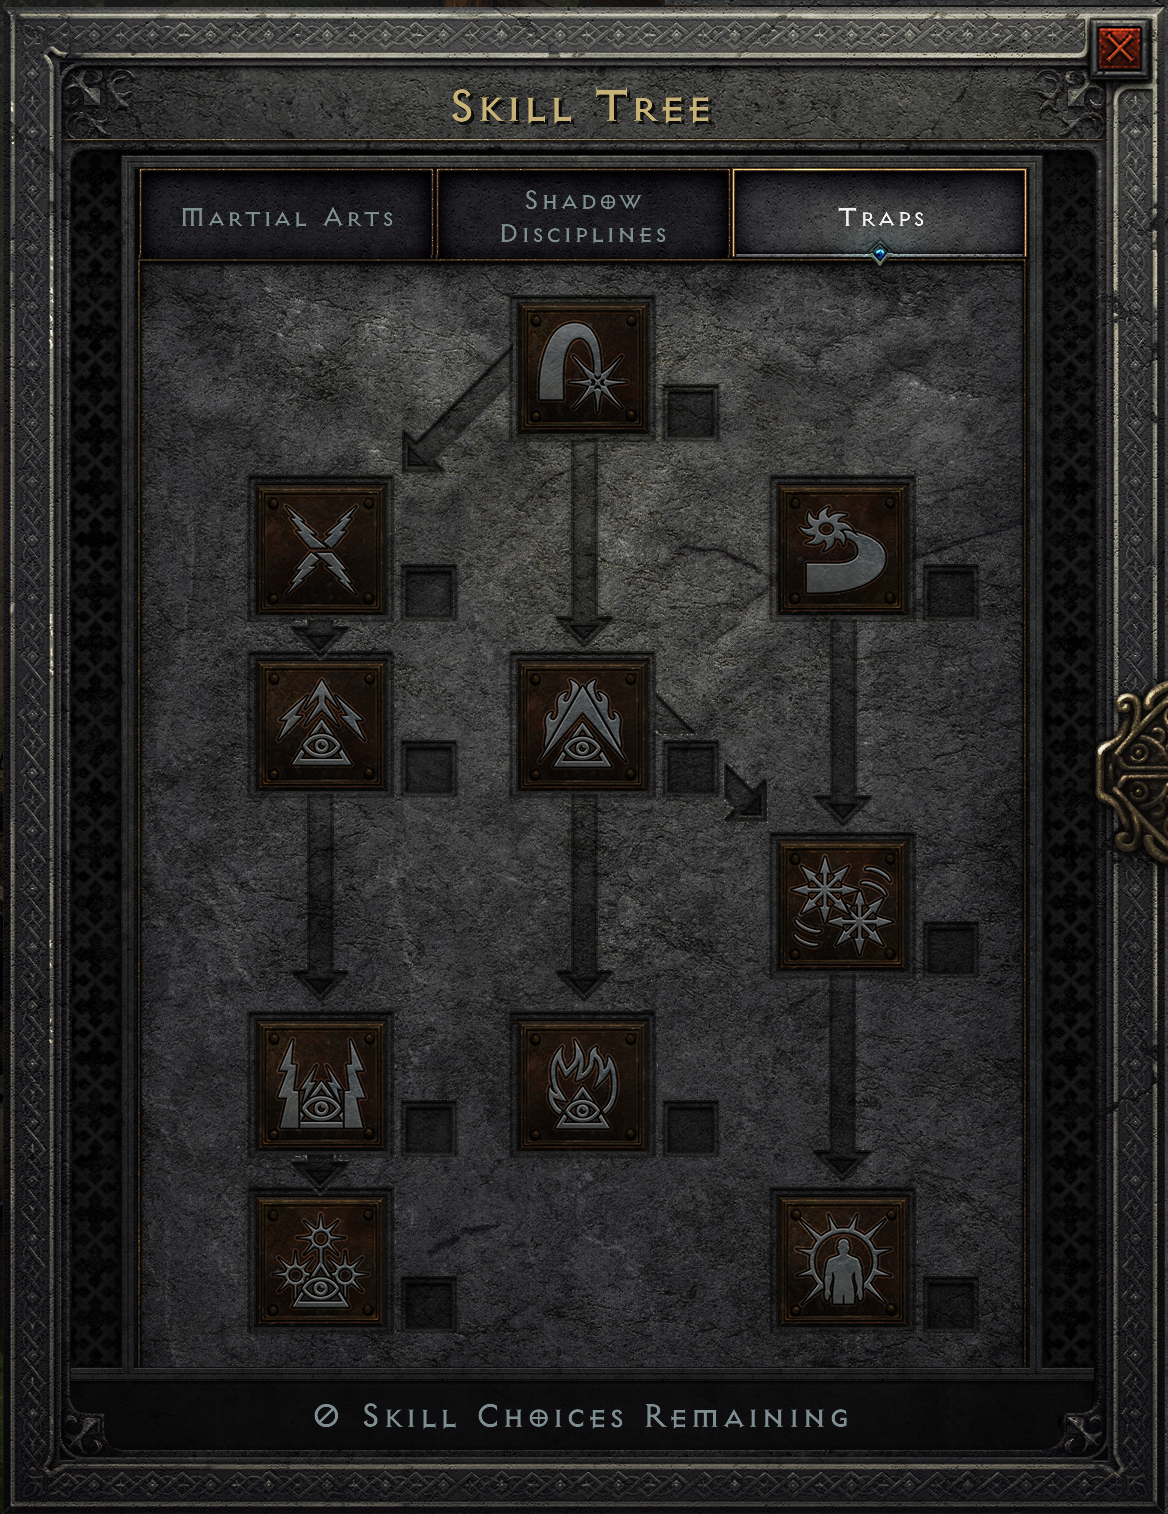 Skill Tree
Martial Arts
Shadow
Disciplines
Traps
0 Skill Choices Remaining